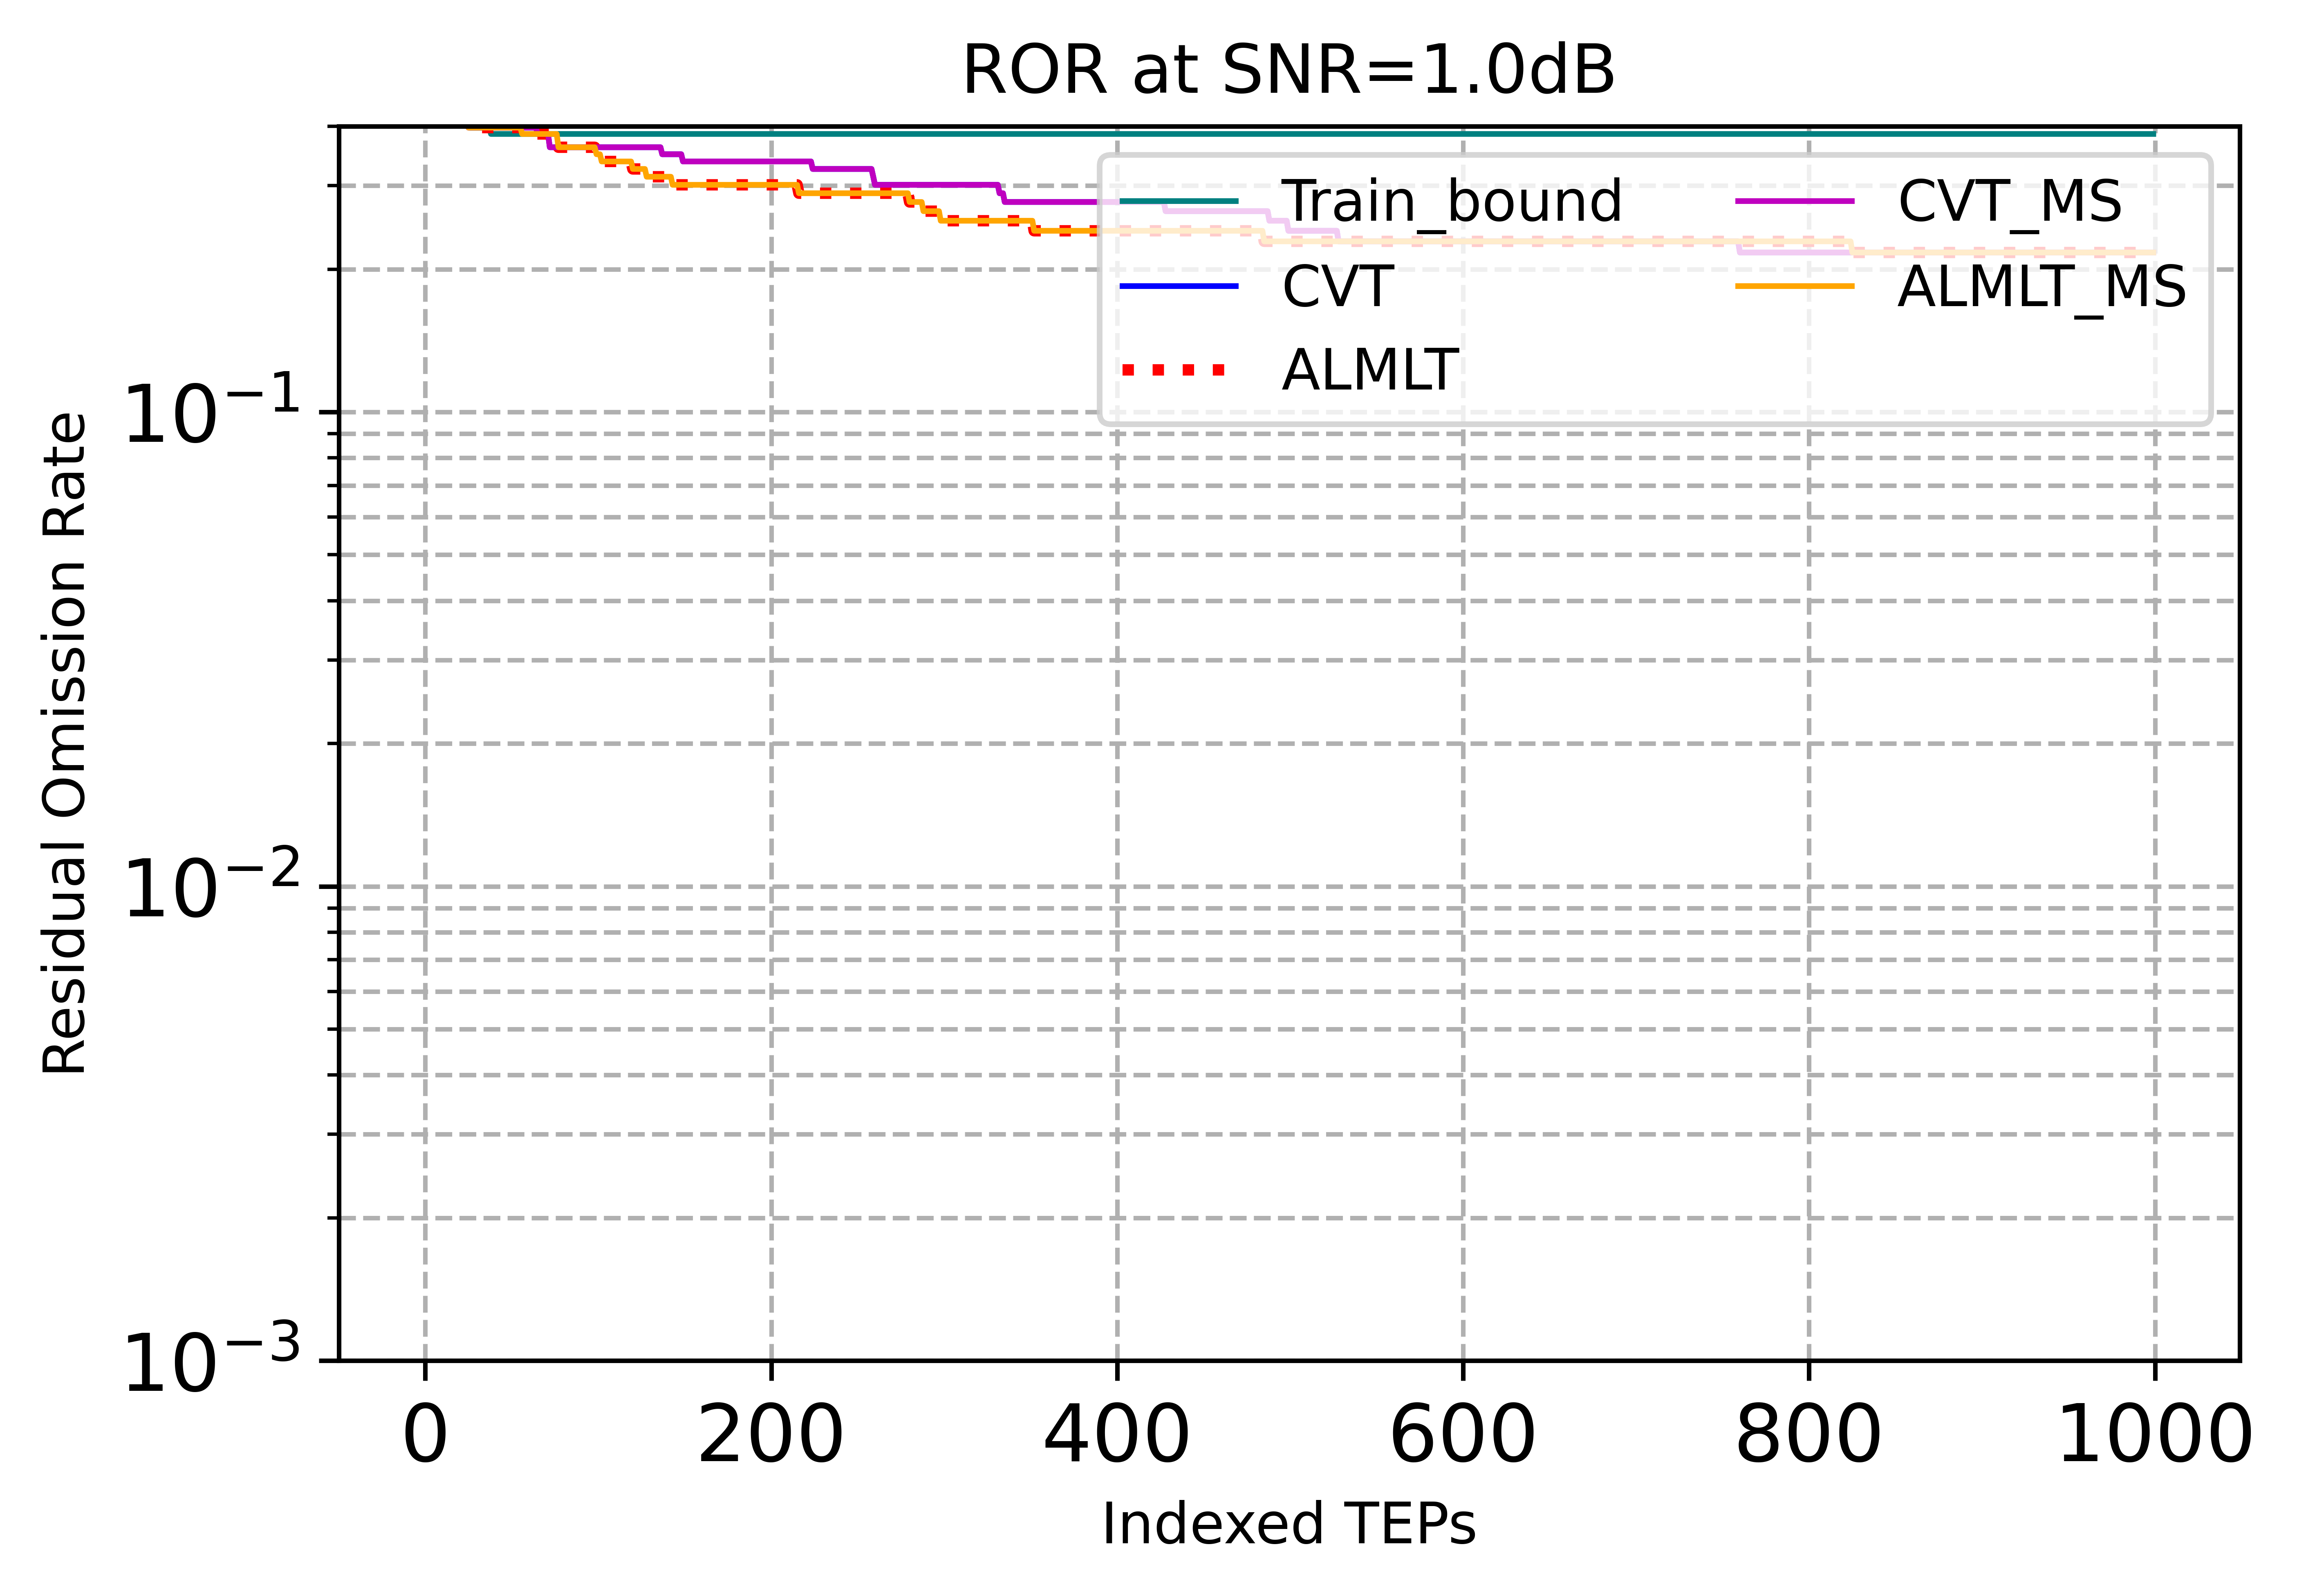 ROR at SNR=1.0dB
Train_bound
CVT
ALMLT
CVT_MS
ALMLT_MS
Residual Omission Rate
10⁻¹
10⁻²
10⁻³
0 200 400 600 800 1000
Indexed TEPs